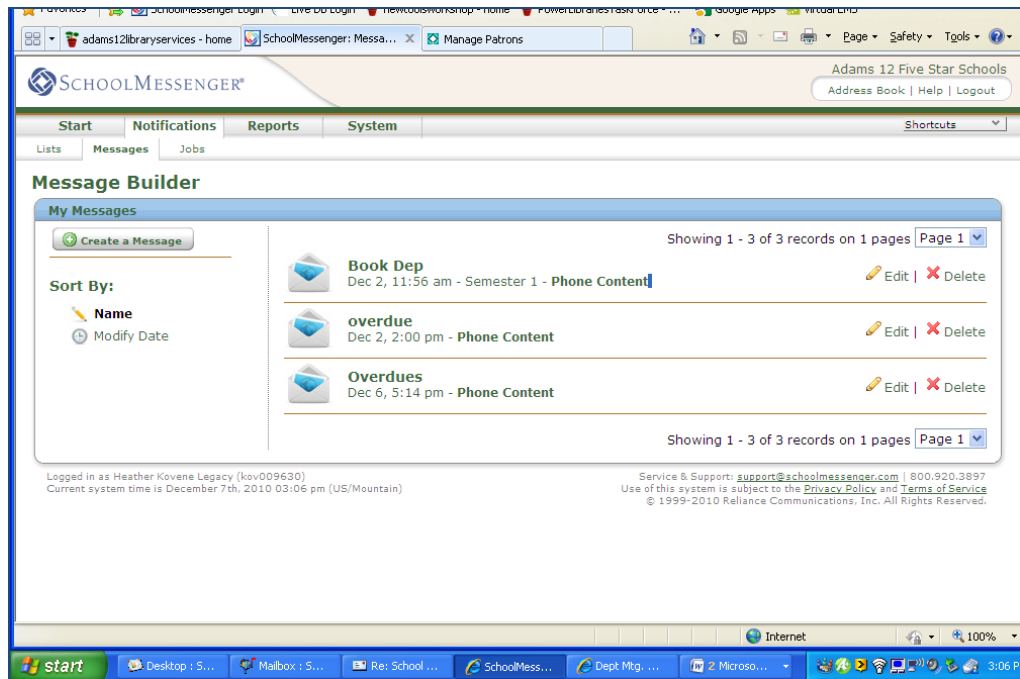 SchoolMessenger Login Live DB Login newtoolsworkshop - home Google Apps Virtual LMS
adams12libraryservices - home SchoolMessenger: Messa... X Manage Patrons Page Safety Tools
SCHOOLMESSENGER®
Adams 12 Five Star Schools
Address Book | Help | Logout
Start Notifications Reports System Shortcuts
Lists Messages Jobs
Message Builder
My Messages
Create a Message
Showing 1 - 3 of 3 records on 1 pages Page 1
Sort By:
Name
Modify Date
Book Dep
Dec 2, 11:56 am - Semester 1 - Phone Content
Edit | Delete
overdue
Dec 2, 2:00 pm - Phone Content
Edit | Delete
Overdues
Dec 6, 5:14 pm - Phone Content
Edit | Delete
Showing 1 - 3 of 3 records on 1 pages Page 1
Logged in as Heather Kovene Legacy (kov009630)
Current system time is December 7th, 2010 03:06 pm (US/Mountain)
Service & Support: support@schoolmessenger.com | 800.920.3897
Use of this system is subject to the Privacy Policy and Terms of Service
© 1999-2010 Reliance Communications, Inc. All Rights Reserved.
Internet 100%
start Desktop : S... Mailbox : S... Re: School ... SchoolMess... Dept Mtg. ... 2 Microso... 3:06 P